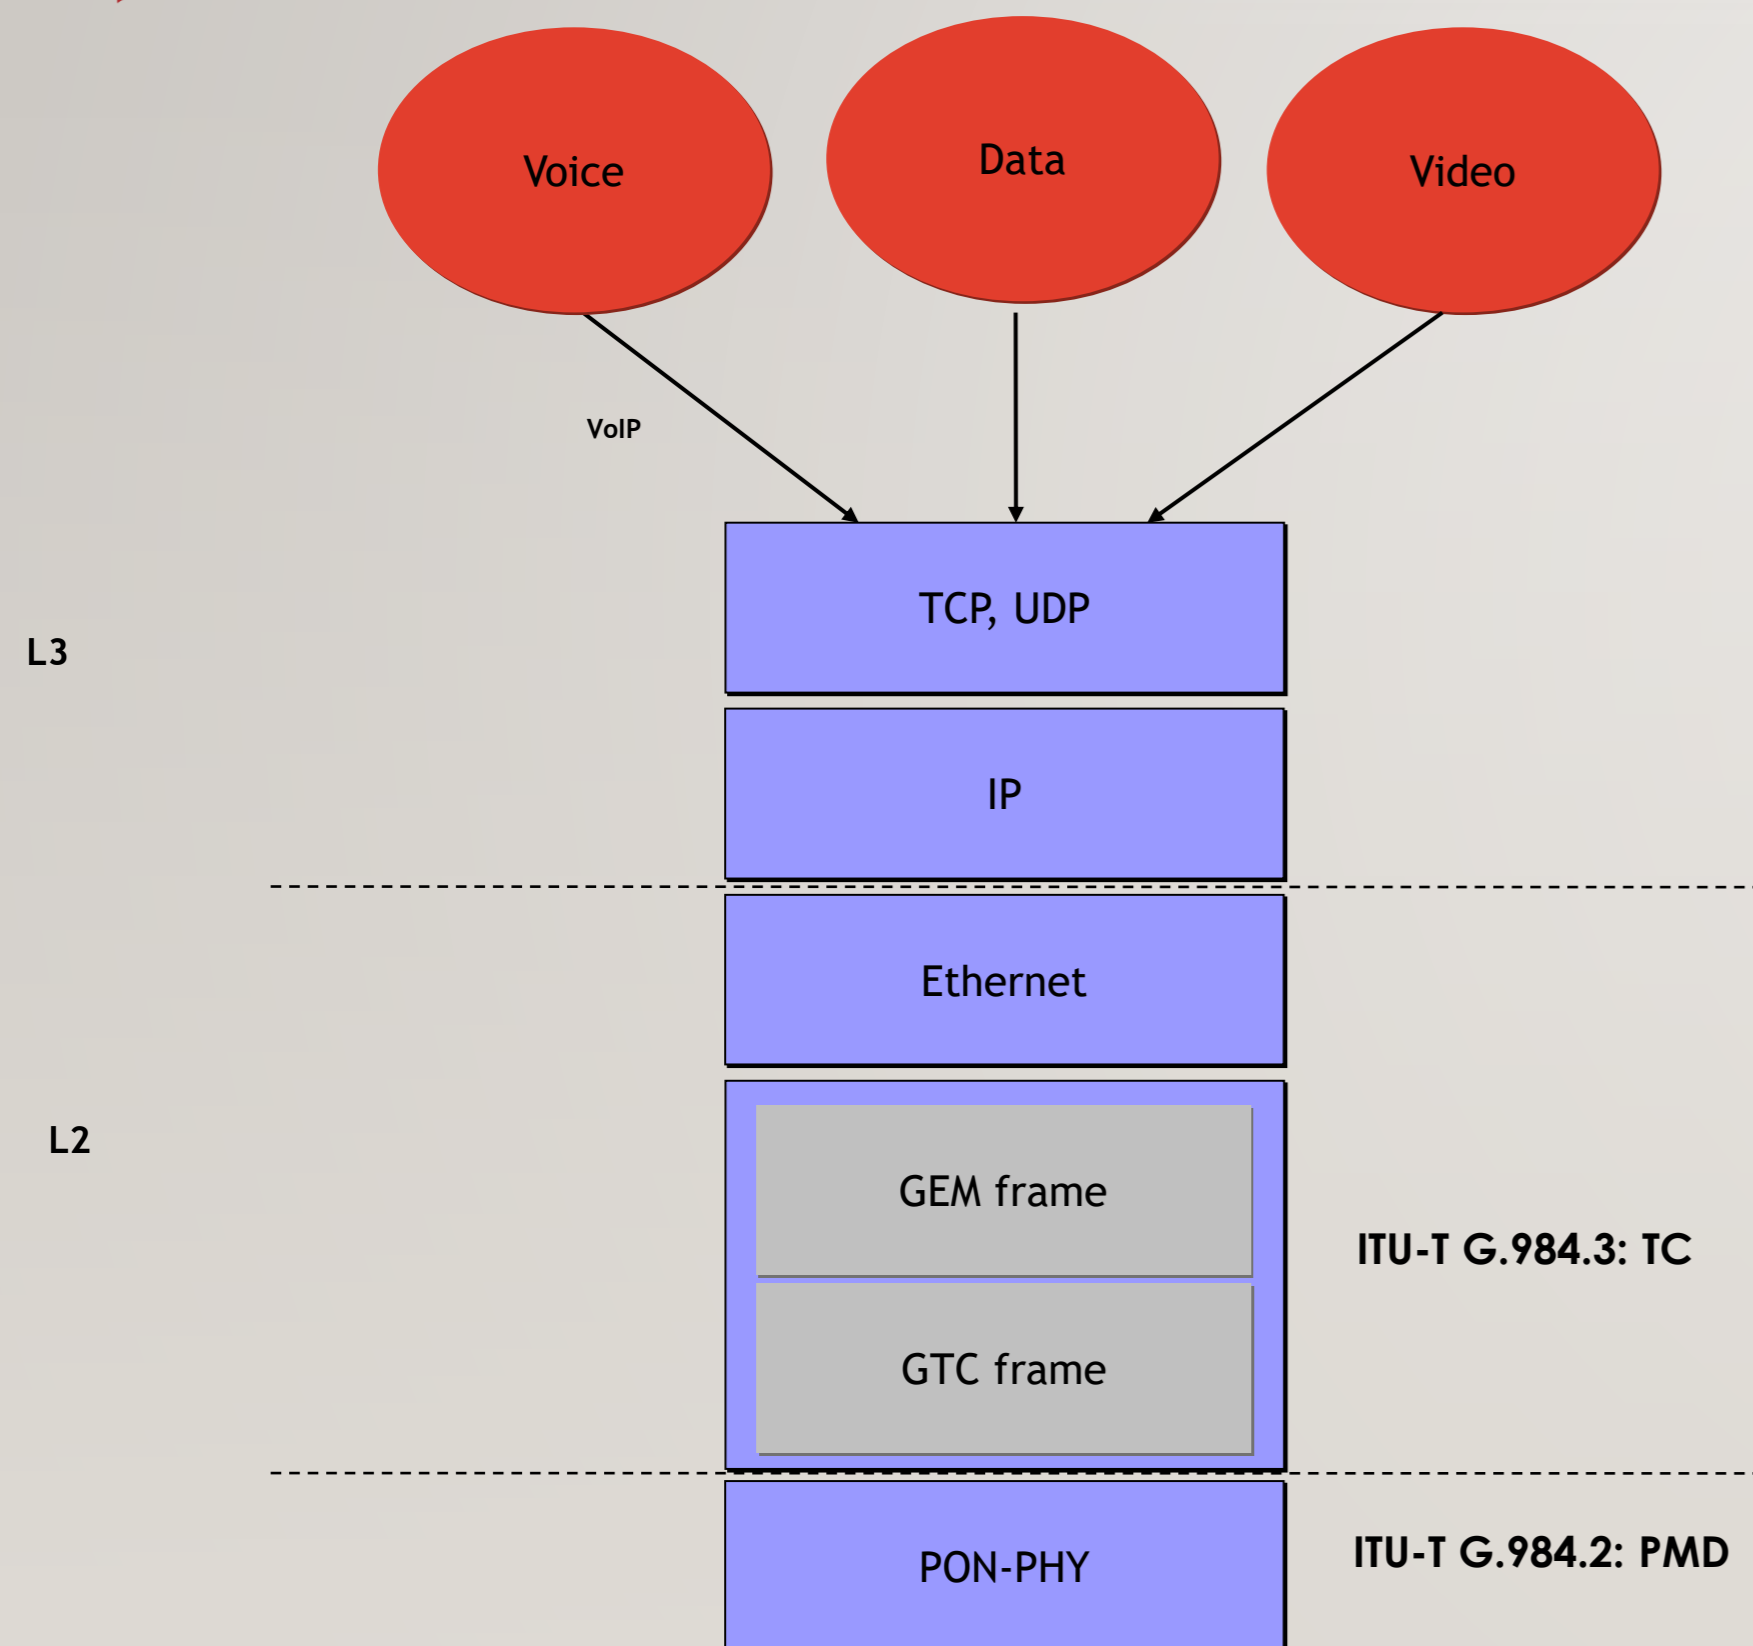 Voice
Data
Video
VoIP
TCP, UDP
L3
IP
Ethernet
L2
GEM frame
ITU-T G.984.3: TC
GTC frame
PON-PHY
ITU-T G.984.2: PMD